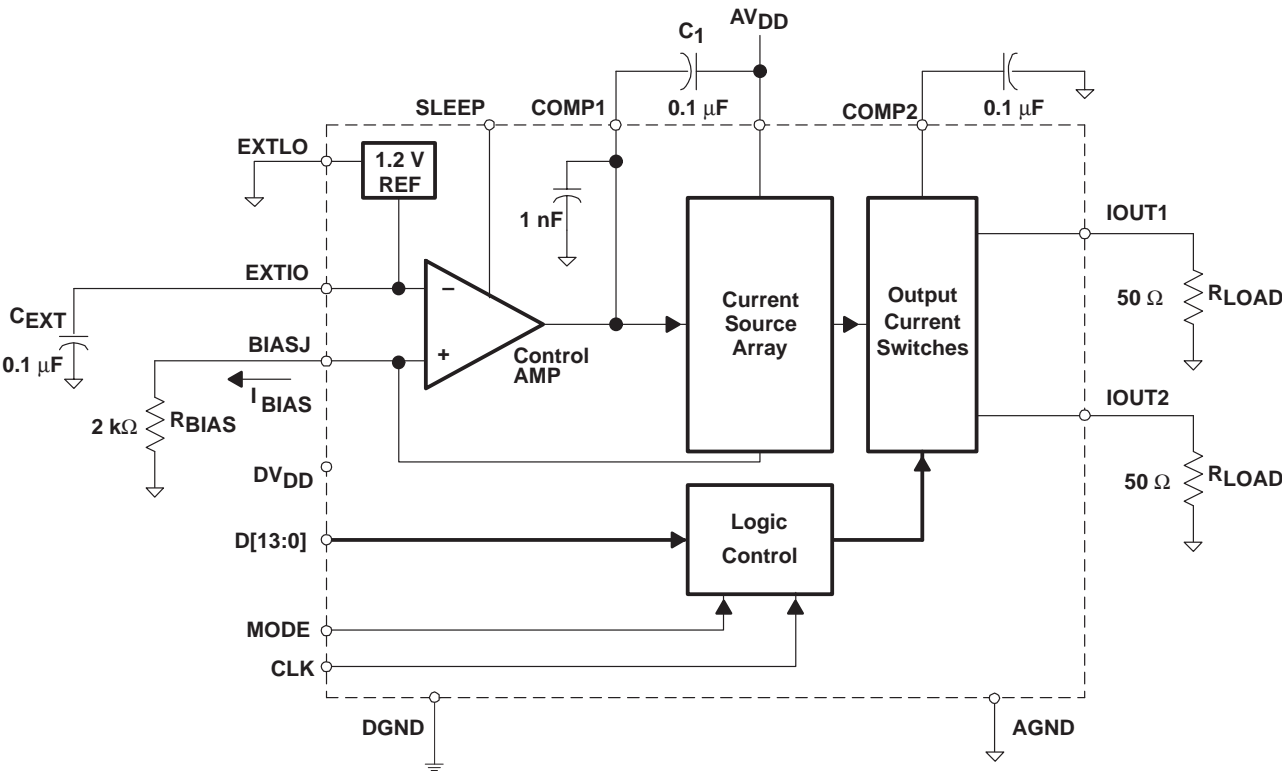 AVDD
C1
0.1 µF
0.1 µF
SLEEP
COMP1
COMP2
EXTLO
1.2 V
REF
1 nF
IOUT1
EXTIO
–
50 Ω
RLOAD
CEXT
0.1 µF
BIASJ
+
Control
AMP
Current
Source
Array
Output
Current
Switches
IBIAS
2 kΩ
RBIAS
IOUT2
DVDD
50 Ω
RLOAD
D[13:0]
Logic
Control
MODE
CLK
DGND
AGND